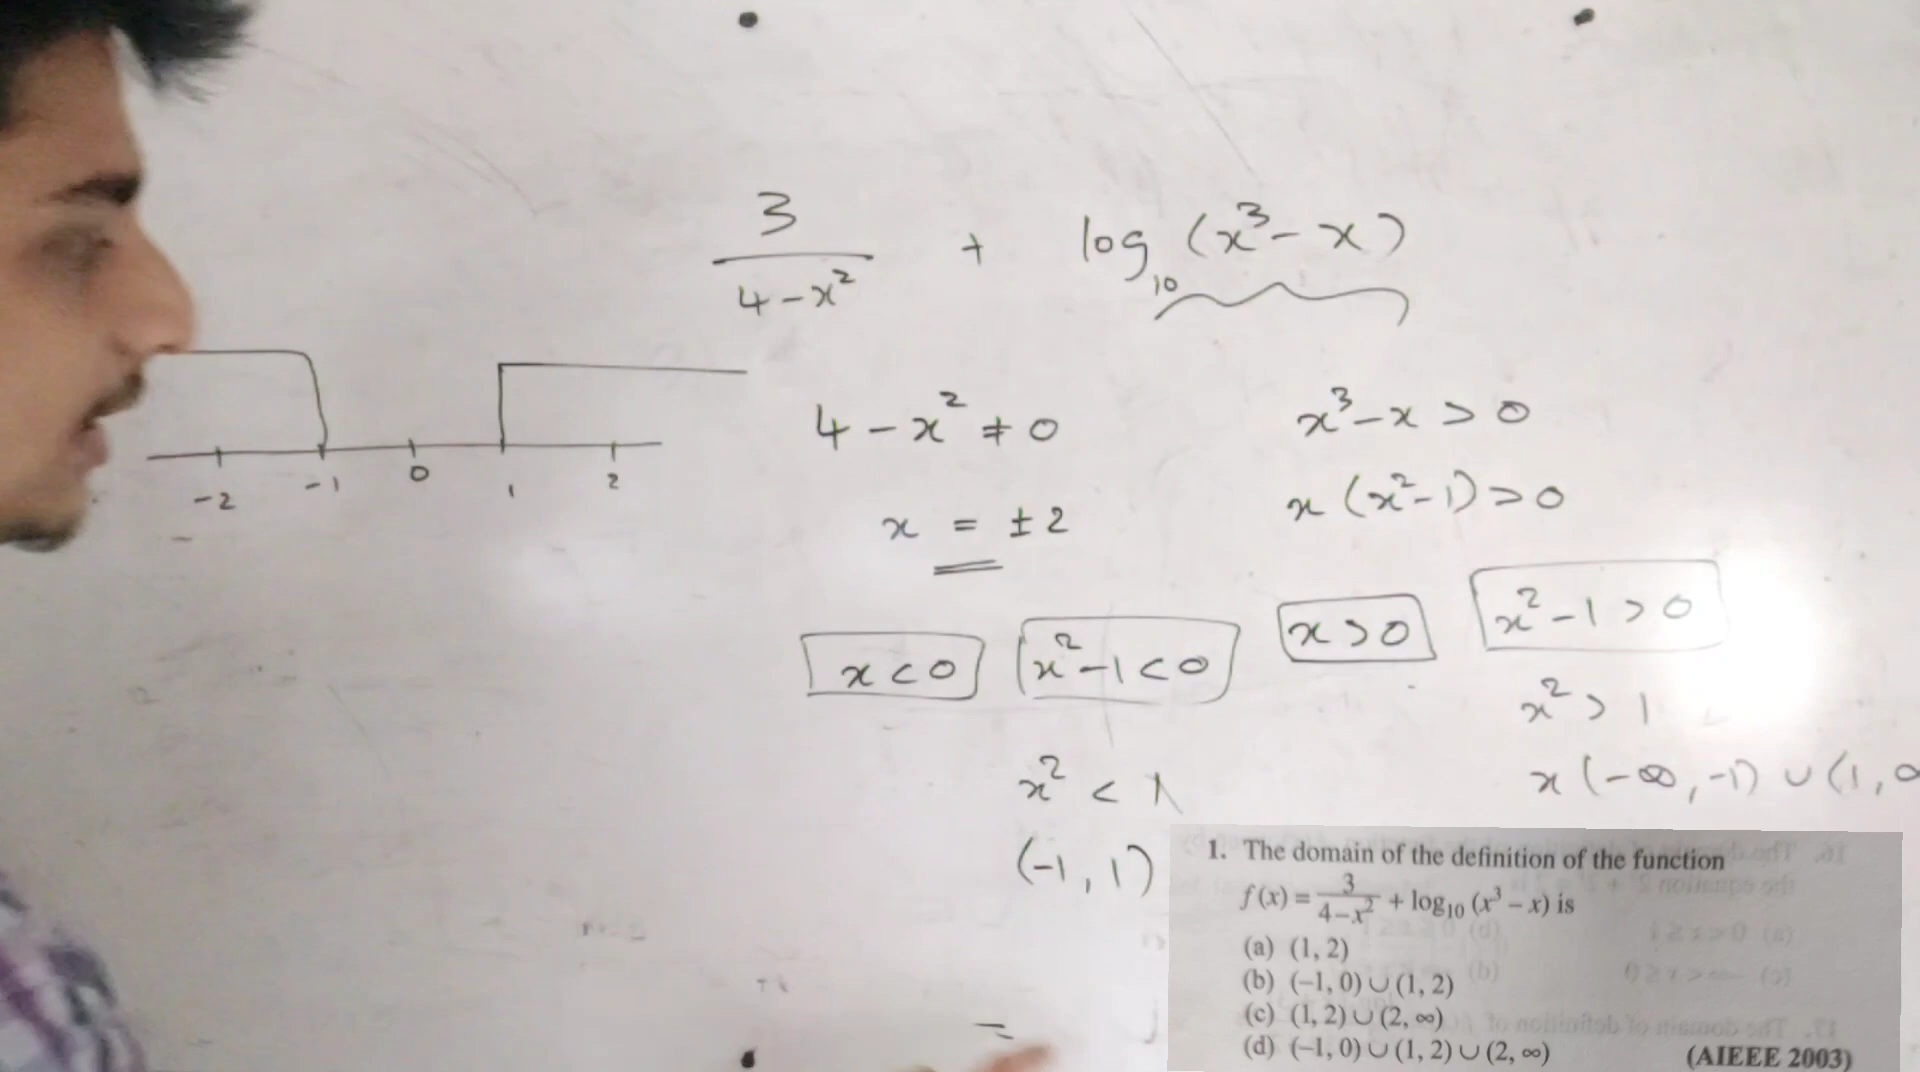 3
4 - x² + log₁₀ (x³ - x)
-2 -1 0 1 2
4 - x² ≠ 0
x = ± 2
x³ - x > 0
x (x² - 1) > 0
x < 0 x² - 1 < 0
x > 0 x² - 1 > 0
x² > 1
x (-∞, -1) ∪ (1, ∞
x² < 1
(-1, 1)
=
1. The domain of the definition of the function
f(x) = 3/4-x² + log₁₀ (x³ – x) is
(a) (1, 2)
(b) (–1, 0) ∪ (1, 2)
(c) (1, 2) ∪ (2, ∞)
(d) (–1, 0) ∪ (1, 2) ∪ (2, ∞)
(AIEEE 2003)